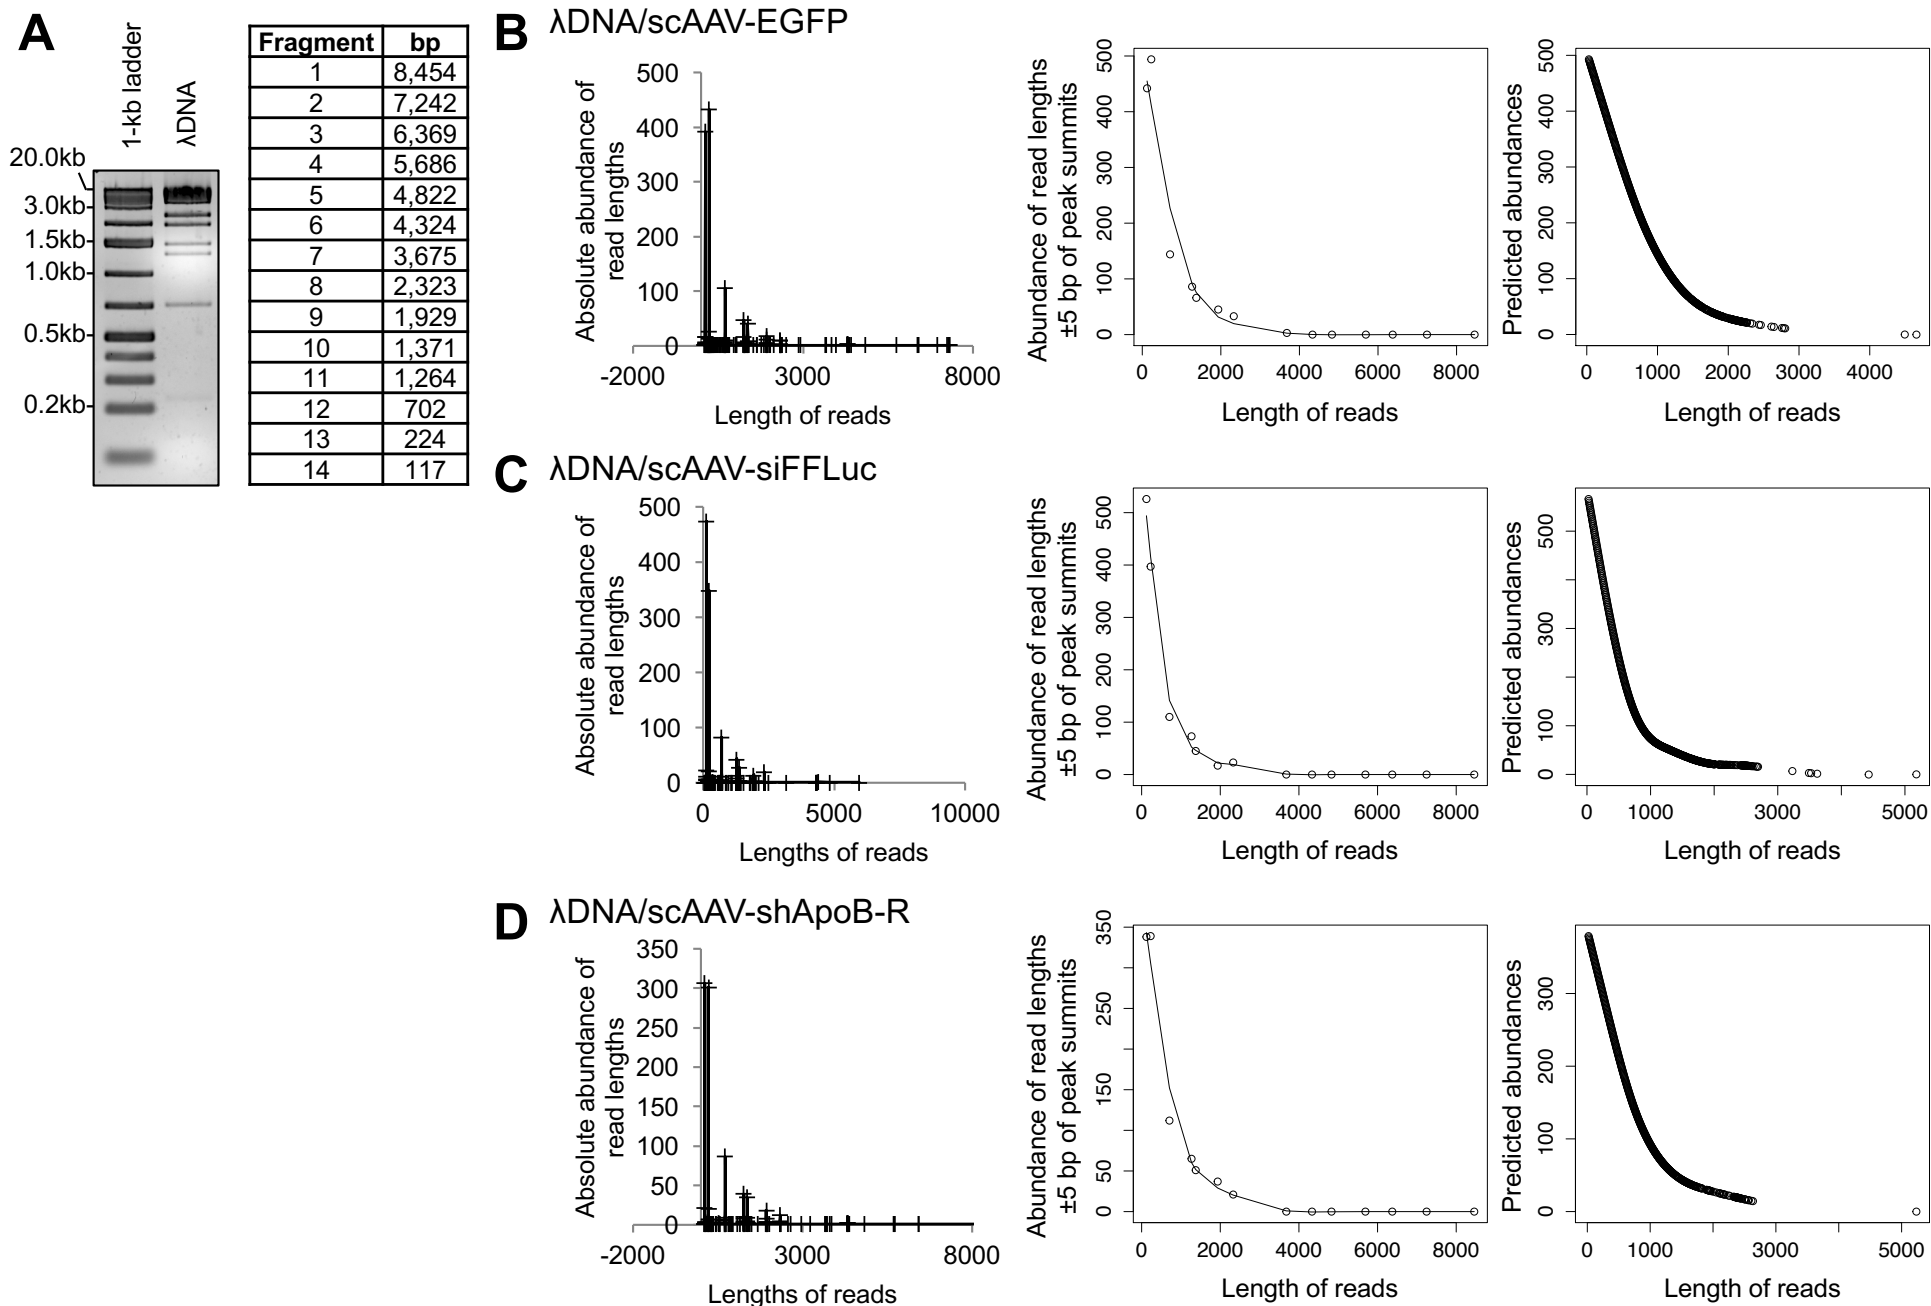 A
1-kb ladder
λDNA
20.0kb
3.0kb
1.5kb
1.0kb
0.5kb
0.2kb
Fragment bp
1 8,454
2 7,242
3 6,369
4 5,686
5 4,822
6 4,324
7 3,675
8 2,323
9 1,929
10 1,371
11 1,264
12 702
13 224
14 117
B λDNA/scAAV-EGFP
Absolute abundance of
read lengths
500
400
300
200
100
0
-2000 3000 8000
Length of reads
Abundance of read lengths
±5 bp of peak summits
500
400
300
200
100
0
0 2000 4000 6000 8000
Length of reads
Predicted abundances
500
400
300
200
100
0
0 1000 2000 3000 4000
Length of reads
C λDNA/scAAV-siFFLuc
Absolute abundance of
read lengths
500
400
300
200
100
0
0 5000 10000
Lengths of reads
Abundance of read lengths
±5 bp of peak summits
500
400
300
200
100
0
0 2000 4000 6000 8000
Length of reads
Predicted abundances
500
300
100
0
0 1000 3000 5000
Length of reads
D λDNA/scAAV-shApoB-R
Absolute abundance of
read lengths
350
300
250
200
150
100
50
0
-2000 3000 8000
Lengths of reads
Abundance of read lengths
±5 bp of peak summits
350
250
150
50
0
0 2000 4000 6000 8000
Length of reads
Predicted abundances
300
200
100
0
0 1000 3000 5000
Length of reads